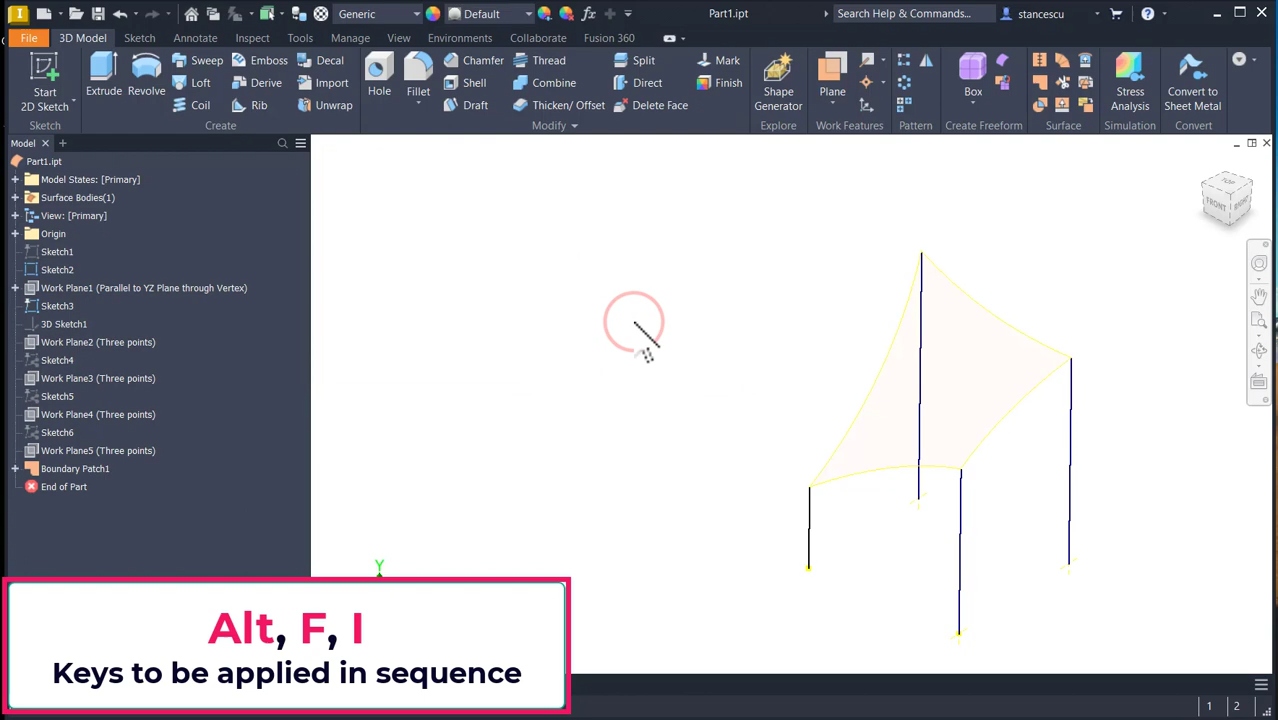 I
Generic
Default
fx
Part1.ipt
Search Help & Commands...
stancescu
File
3D Model
Sketch
Annotate
Inspect
Tools
Manage
View
Environments
Collaborate
Fusion 360
Start
2D Sketch
Sketch
Extrude
Revolve
Sweep
Loft
Coil
Emboss
Derive
Rib
Decal
Import
Unwrap
Create
Hole
Fillet
Chamfer
Shell
Draft
Thread
Combine
Thicken/ Offset
Split
Direct
Delete Face
Modify
Mark
Finish
Shape
Generator
Explore
Plane
Work Features
Pattern
Box
Create Freeform
Surface
Stress
Analysis
Simulation
Convert to
Sheet Metal
Convert
Model
Part1.ipt
Model States: [Primary]
Surface Bodies(1)
View: [Primary]
Origin
Sketch1
Sketch2
Work Plane1 (Parallel to YZ Plane through Vertex)
Sketch3
3D Sketch1
Work Plane2 (Three points)
Sketch4
Work Plane3 (Three points)
Sketch5
Work Plane4 (Three points)
Sketch6
Work Plane5 (Three points)
Boundary Patch1
End of Part
TOP
FRONT
RIGHT
Y
Alt, F, I
Keys to be applied in sequence
1 2